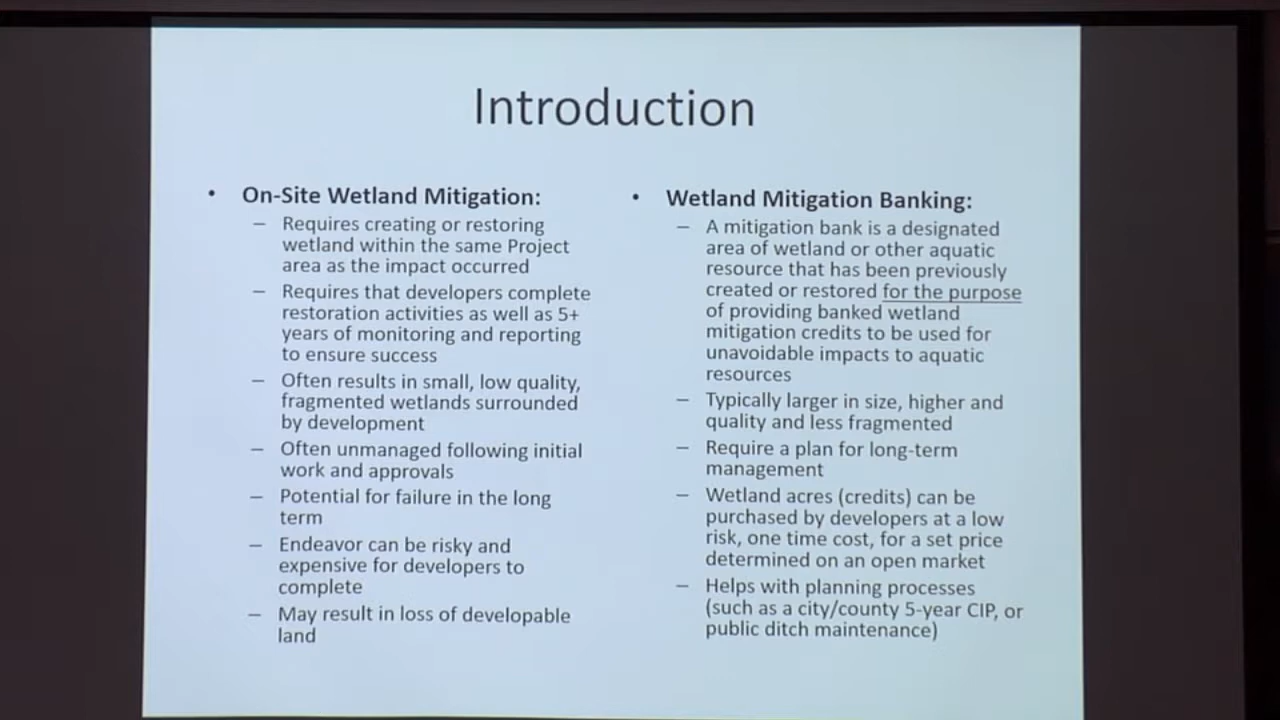 Introduction
• On-Site Wetland Mitigation:
– Requires creating or restoring
wetland within the same Project
area as the impact occurred
– Requires that developers complete
restoration activities as well as 5+
years of monitoring and reporting
to ensure success
– Often results in small, low quality,
fragmented wetlands surrounded
by development
– Often unmanaged following initial
work and approvals
– Potential for failure in the long
term
– Endeavor can be risky and
expensive for developers to
complete
– May result in loss of developable
land
• Wetland Mitigation Banking:
– A mitigation bank is a designated
area of wetland or other aquatic
resource that has been previously
created or restored for the purpose
of providing banked wetland
mitigation credits to be used for
unavoidable impacts to aquatic
resources
– Typically larger in size, higher and
quality and less fragmented
– Require a plan for long-term
management
– Wetland acres (credits) can be
purchased by developers at a low
risk, one time cost, for a set price
determined on an open market
– Helps with planning processes
(such as a city/county 5-year CIP, or
public ditch maintenance)